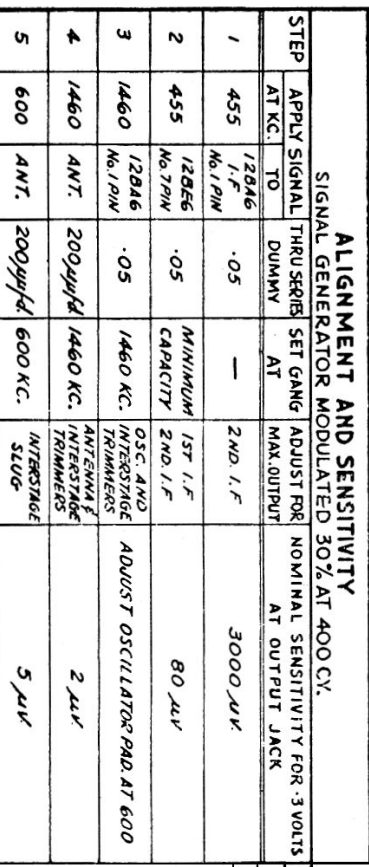 ALIGNMENT AND SENSITIVITY
SIGNAL GENERATOR MODULATED 30% AT 400 CY.
STEP | APPLY SIGNAL AT KC. | TO | THRU SERIES DUMMY | SET GANG AT | ADJUST FOR MAX. OUTPUT | NOMINAL SENSITIVITY FOR ·3 VOLTS AT OUTPUT JACK
1 | 455 | 12BA6 I.F No.1 PIN | ·05 | — | 2ND. I.F | 3000 µV.
2 | 455 | 12BE6 No.7 PIN | ·05 | MINIMUM CAPACITY | 1ST I.F 2ND. I.F | 80 µV
3 | 1460 | 12BA6 No.1 PIN | ·05 | 1460 KC. | OSC. AND INTERSTAGE TRIMMERS | ADJUST OSCILLATOR PAD. AT 600
4 | 1460 | ANT. | 200µµfd. | 1460 KC. | ANTENNA & INTERSTAGE TRIMMERS | 2 µV.
5 | 600 | ANT. | 200µµfd. | 600 KC. | INTERSTAGE SLUG | 5 µV.